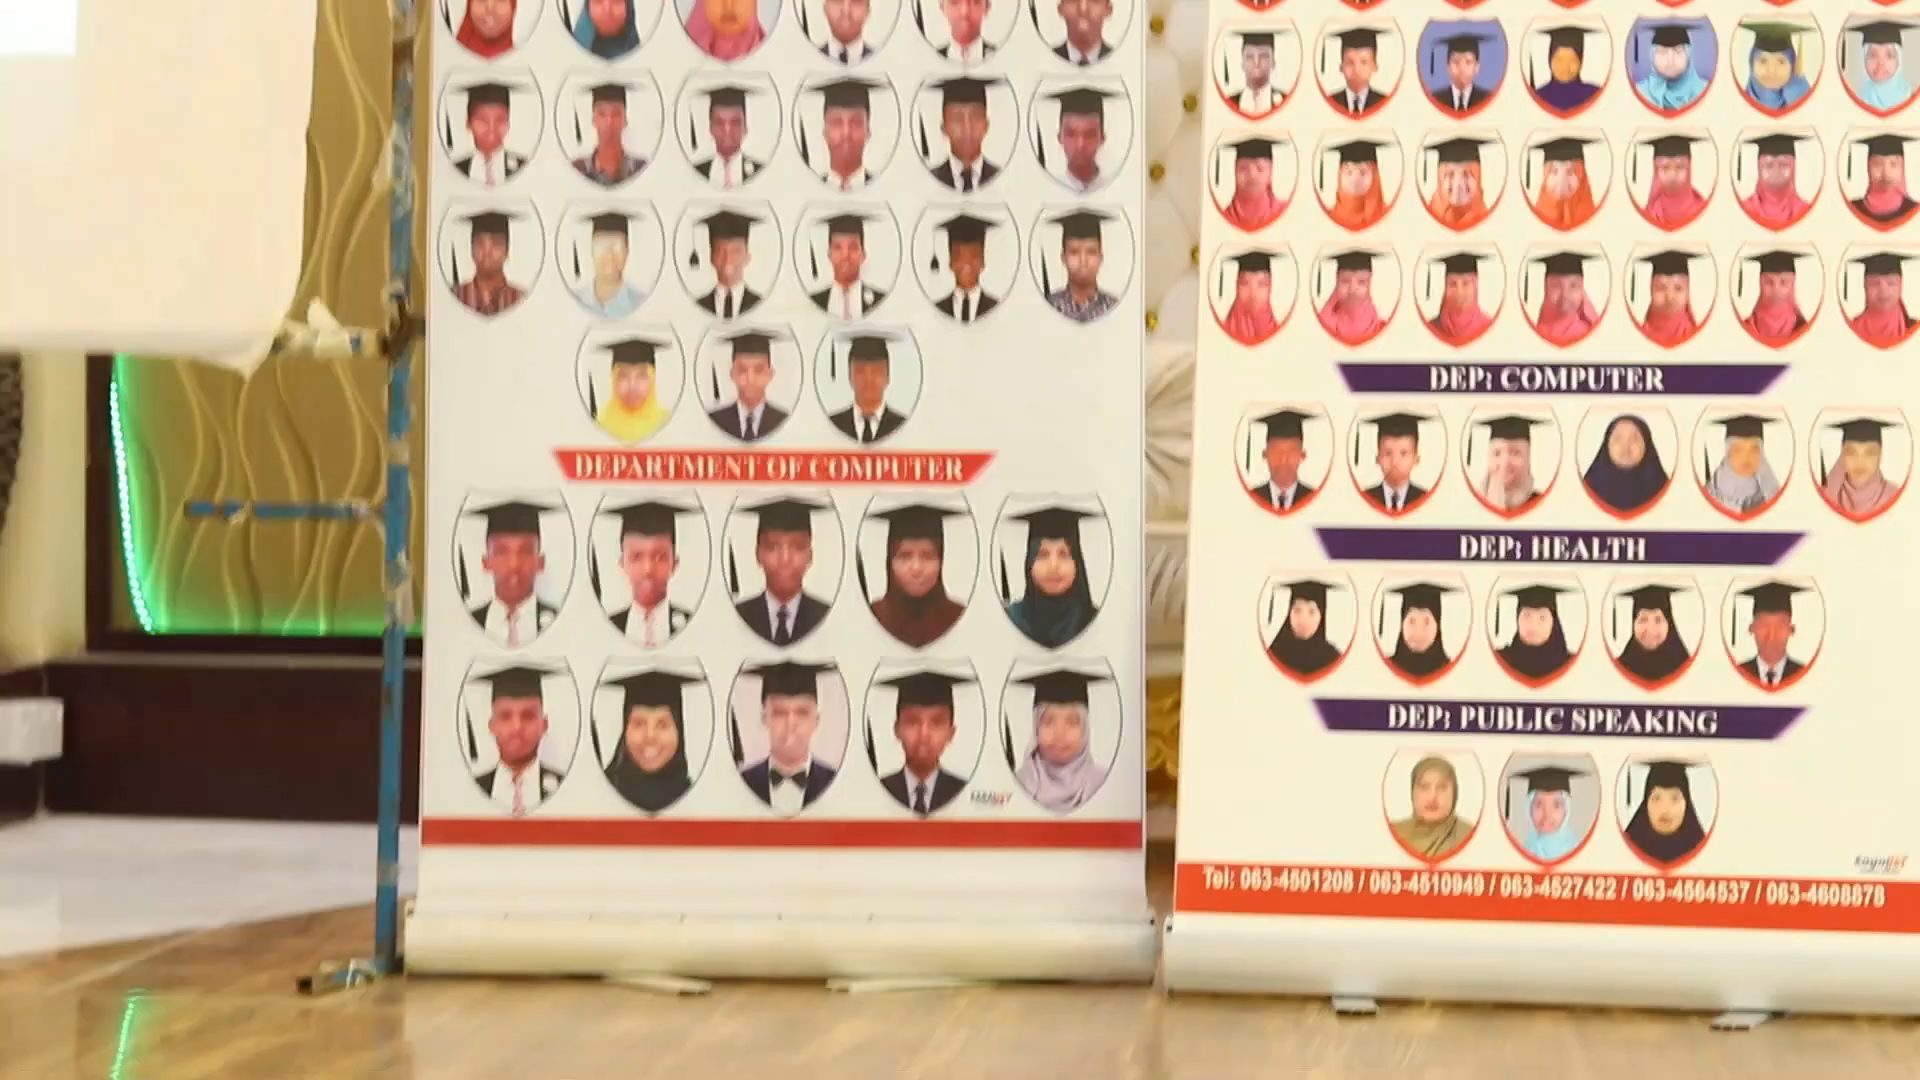 DEPARTMENT OF COMPUTER
DEP: COMPUTER
DEP: HEALTH
DEP: PUBLIC SPEAKING
Tel: 063-4501208 / 063-4510949 / 063-4527422 / 063-4564537 / 063-4608878